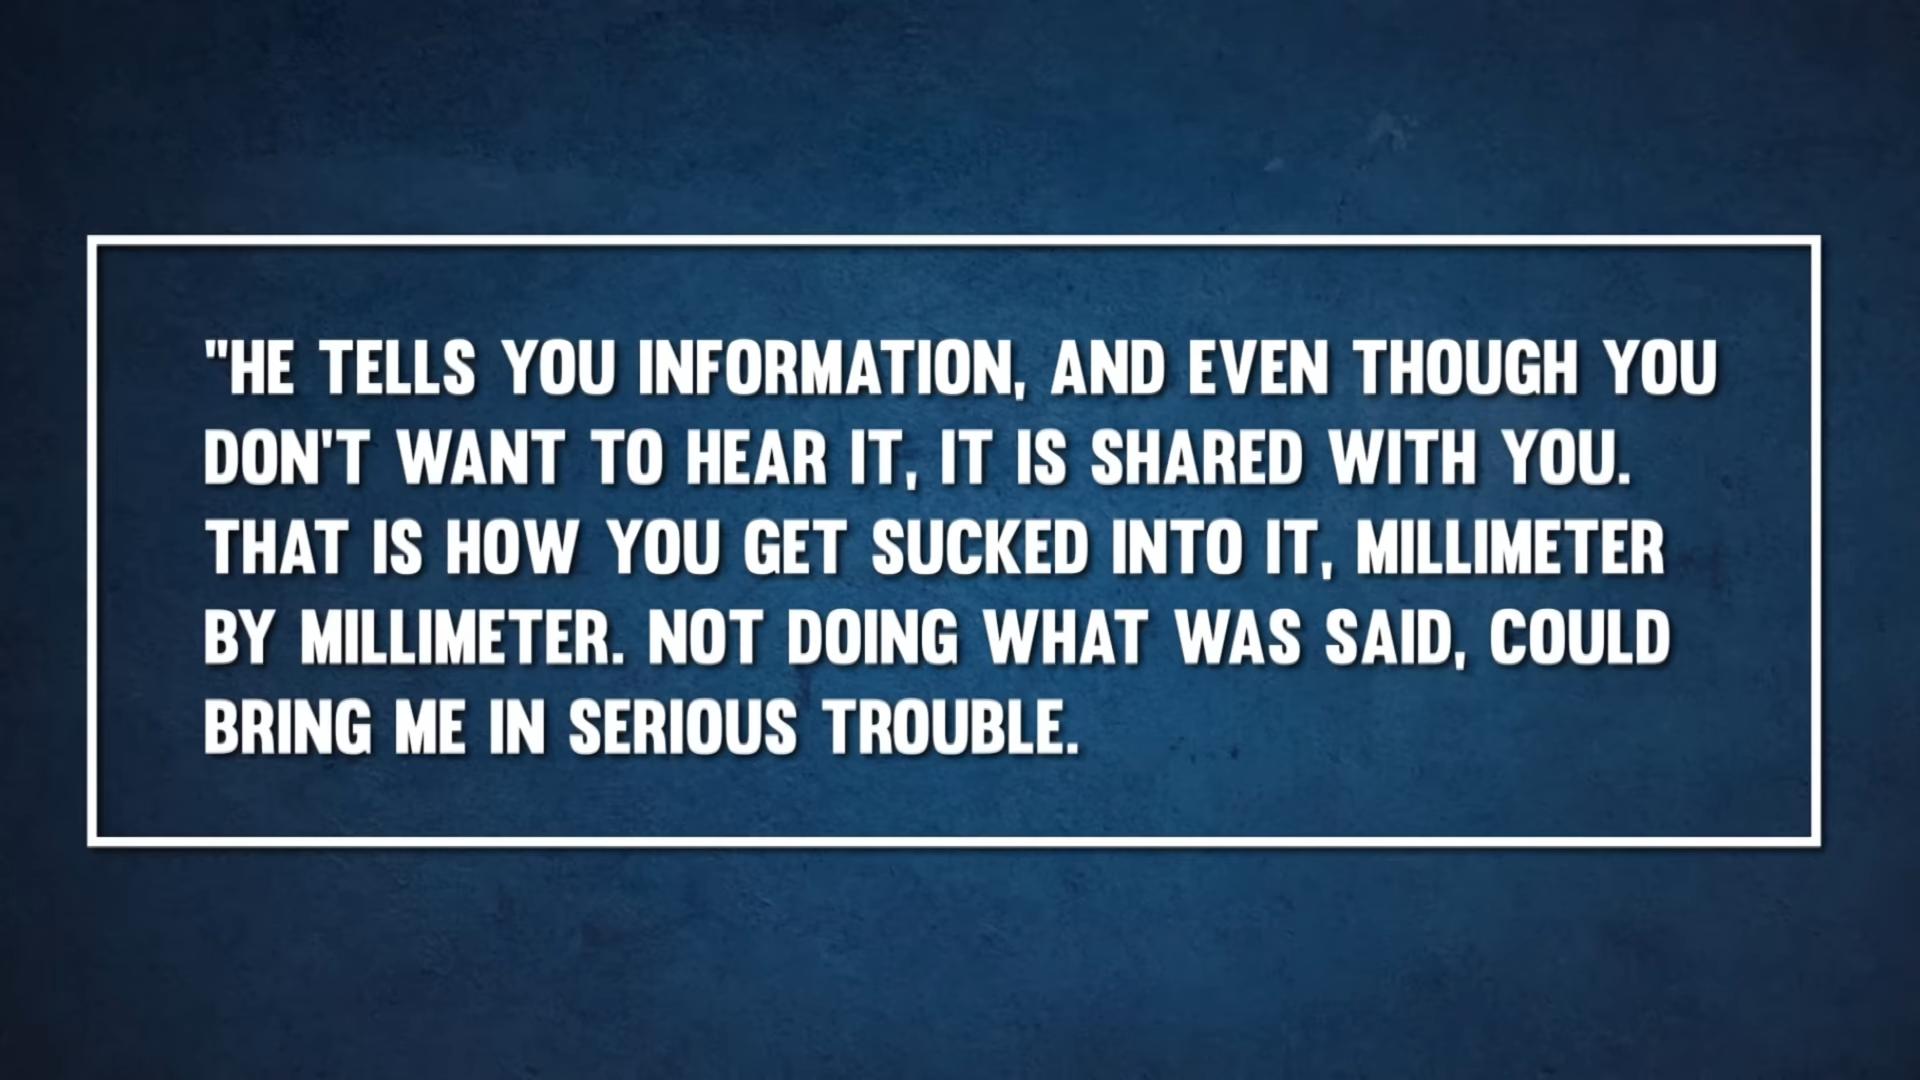 "HE TELLS YOU INFORMATION, AND EVEN THOUGH YOU
DON'T WANT TO HEAR IT, IT IS SHARED WITH YOU.
THAT IS HOW YOU GET SUCKED INTO IT, MILLIMETER
BY MILLIMETER. NOT DOING WHAT WAS SAID, COULD
BRING ME IN SERIOUS TROUBLE.